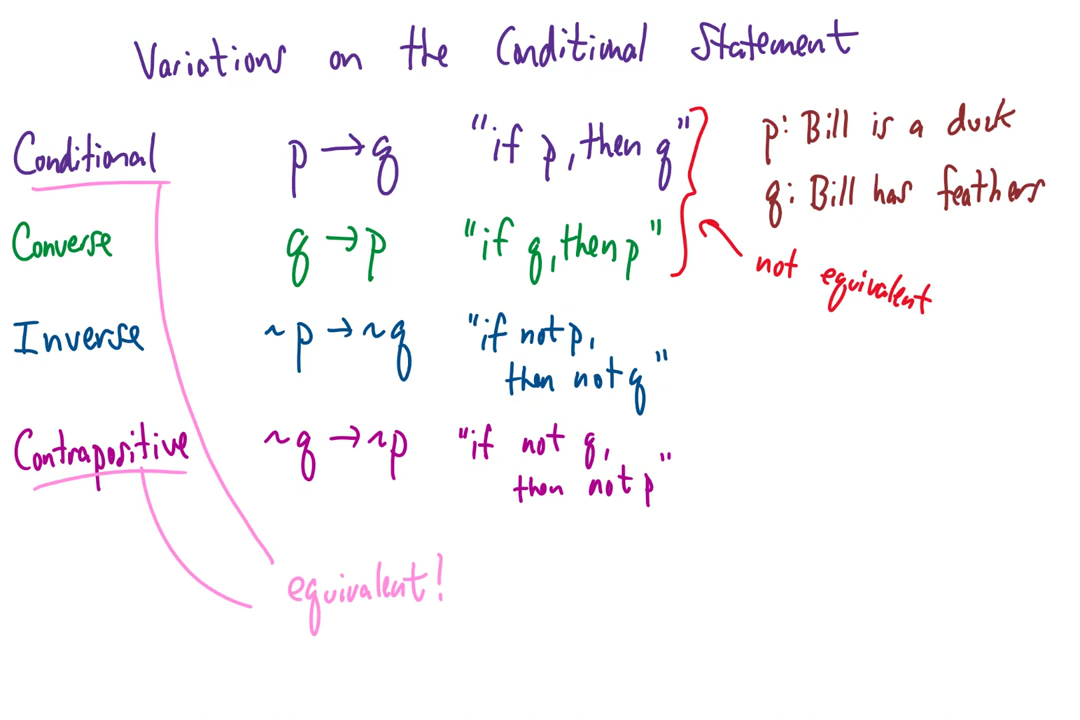 Variations on the Conditional Statement
Conditional p → q "if p, then q"
p: Bill is a duck
q: Bill has feathers
Converse q → p "if q, then p"
not equivalent
Inverse ~p → ~q "if not p,
then not q"
Contrapositive ~q → ~p "if not q,
then not p"
equivalent!